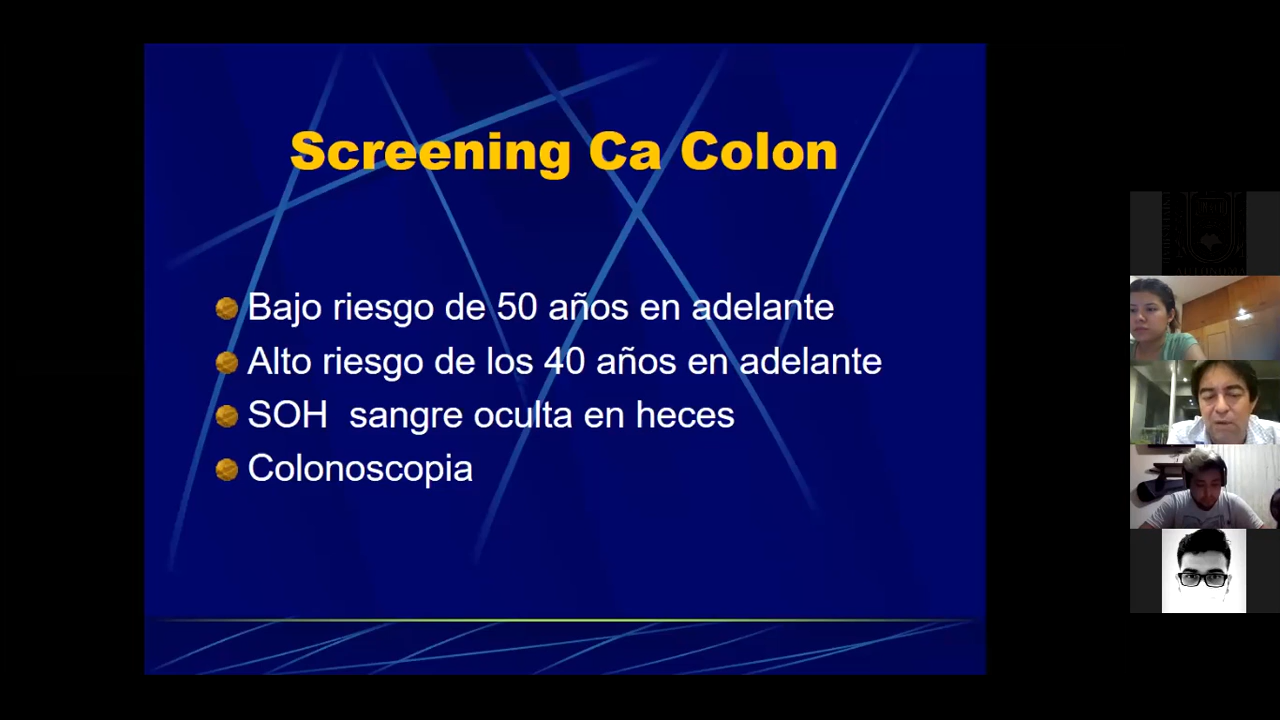 Screening Ca Colon
Bajo riesgo de 50 años en adelante
Alto riesgo de los 40 años en adelante
SOH sangre oculta en heces
Colonoscopia